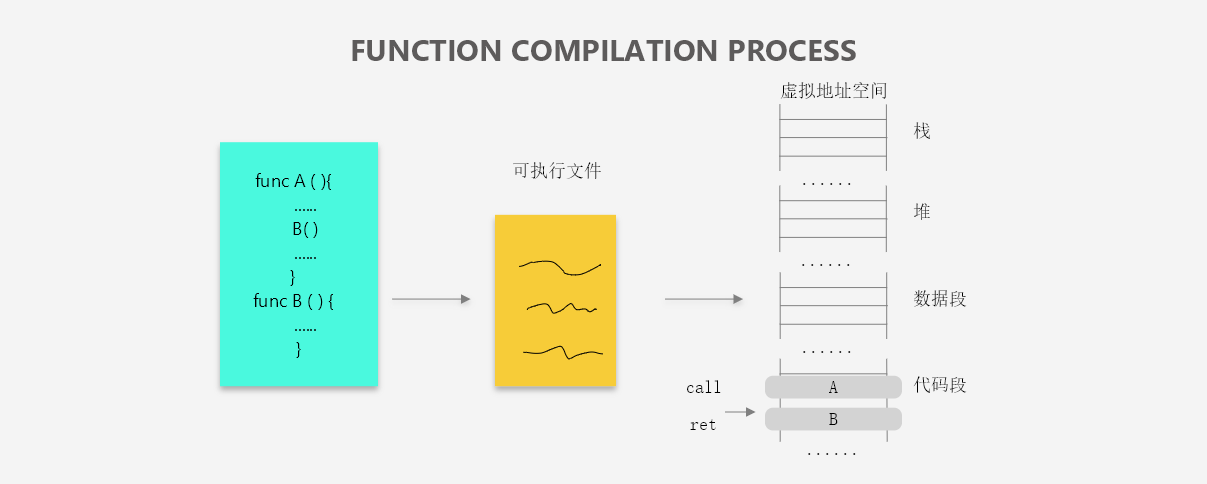 FUNCTION COMPILATION PROCESS
func A ( ){
......
B( )
......
}
func B ( ) {
......
}
可执行文件
虚拟地址空间
栈
......
堆
......
数据段
......
代码段
call
A
ret
B
......